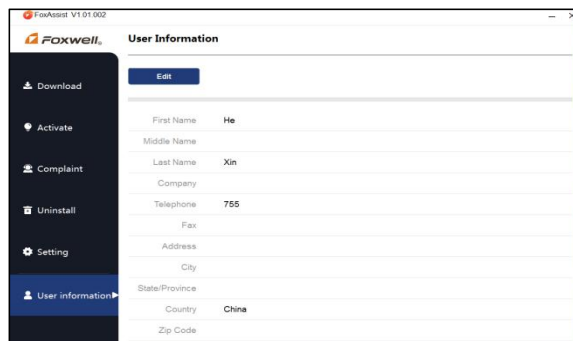 FoxAssist V1.01.002
FOXWELL®
User Information
Edit
Download
Activate
Complaint
Uninstall
Setting
User information
First Name He
Middle Name
Last Name Xin
Company
Telephone 755
Fax
Address
City
State/Province
Country China
Zip Code